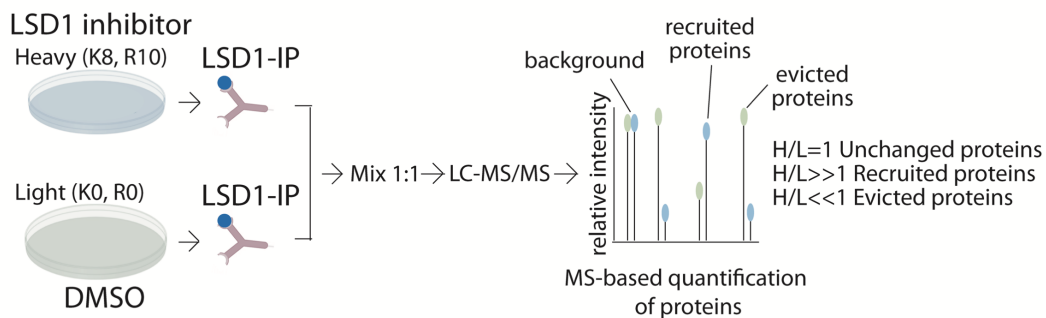 LSD1 inhibitor
Heavy (K8, R10)
LSD1-IP
Light (K0, R0)
LSD1-IP
DMSO
Mix 1:1
LC-MS/MS
relative intensity
background
recruited
proteins
evicted
proteins
H/L=1 Unchanged proteins
H/L>>1 Recruited proteins
H/L<<1 Evicted proteins
MS-based quantification
of proteins